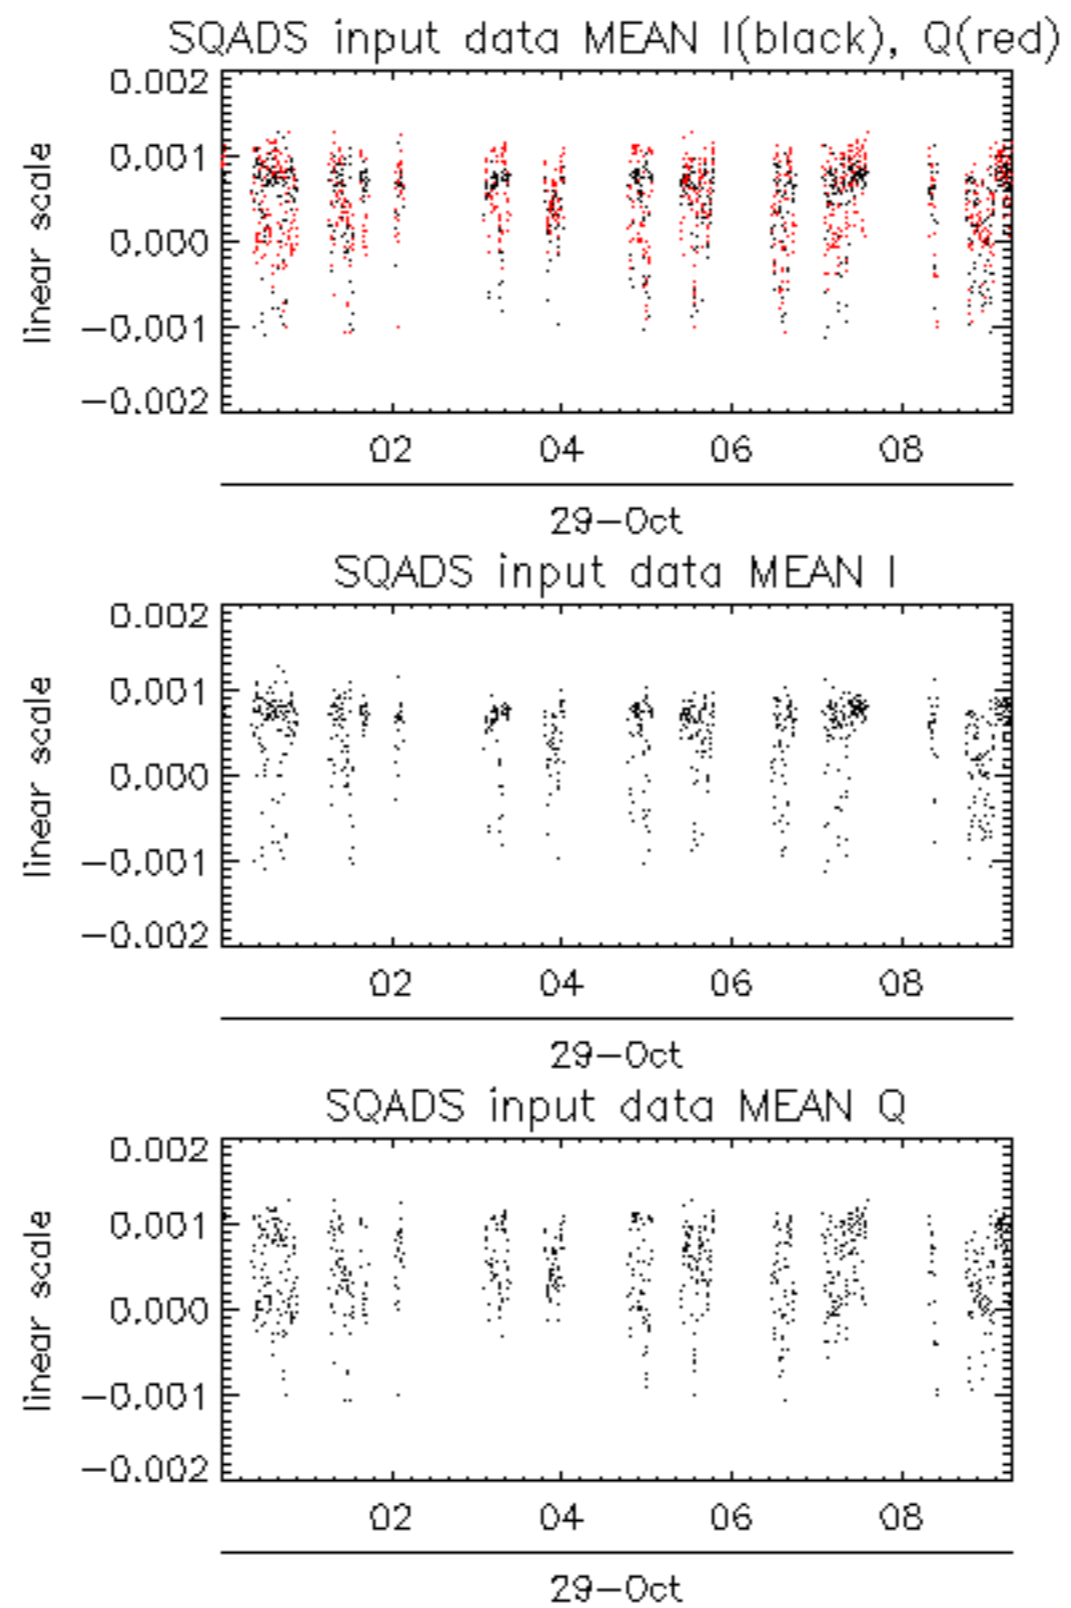 SQADS input data MEAN I(black), Q(red)
0.002
0.001
0.000
−0.001
−0.002
linear scale
02 04 06 08
29−Oct
SQADS input data MEAN I
0.002
0.001
0.000
−0.001
−0.002
linear scale
02 04 06 08
29−Oct
SQADS input data MEAN Q
0.002
0.001
0.000
−0.001
−0.002
linear scale
02 04 06 08
29−Oct